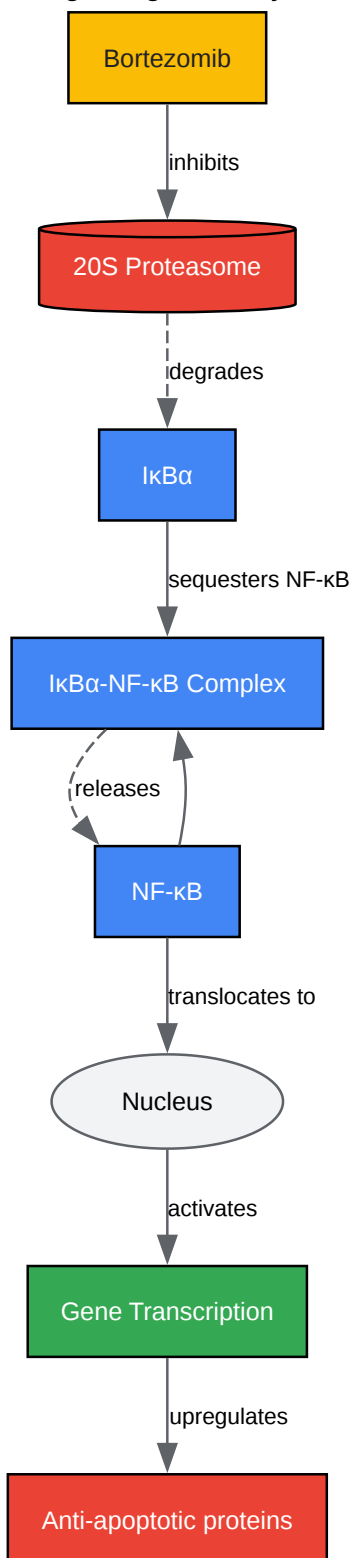 Bortezomib
inhibits
20S Proteasome
degrades
IκBα
sequesters NF-κB
IκBα-NF-κB Complex
releases
NF-κB
translocates to
Nucleus
activates
Gene Transcription
upregulates
Anti-apoptotic proteins